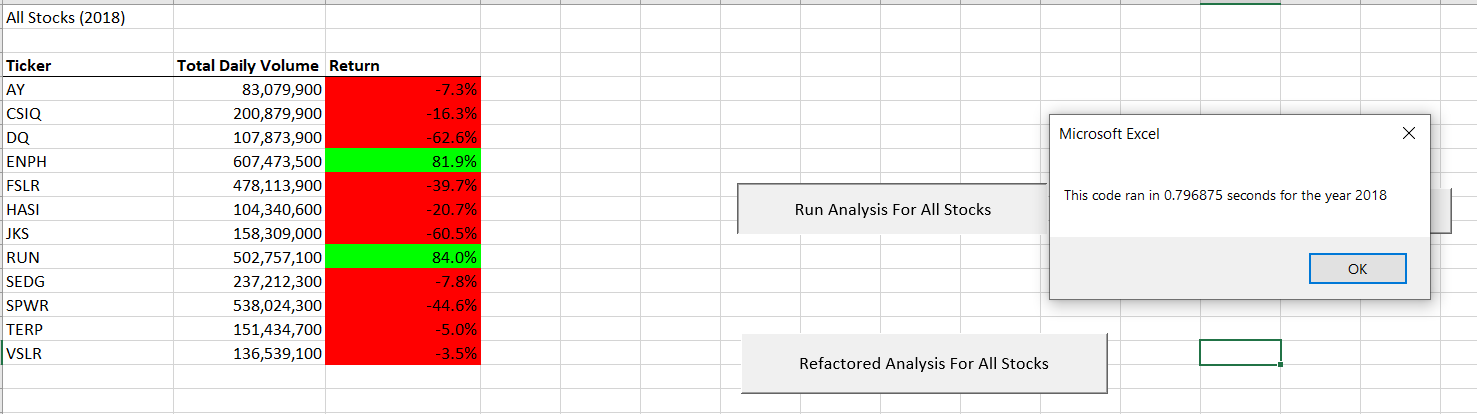 All Stocks (2018)
Ticker Total Daily Volume Return
AY 83,079,900 -7.3%
CSIQ 200,879,900 -16.3%
DQ 107,873,900 -62.6%
ENPH 607,473,500 81.9%
FSLR 478,113,900 -39.7%
HASI 104,340,600 -20.7%
JKS 158,309,000 -60.5%
RUN 502,757,100 84.0%
SEDG 237,212,300 -7.8%
SPWR 538,024,300 -44.6%
TERP 151,434,700 -5.0%
VSLR 136,539,100 -3.5%
Run Analysis For All Stocks
Refactored Analysis For All Stocks
Microsoft Excel
This code ran in 0.796875 seconds for the year 2018
OK